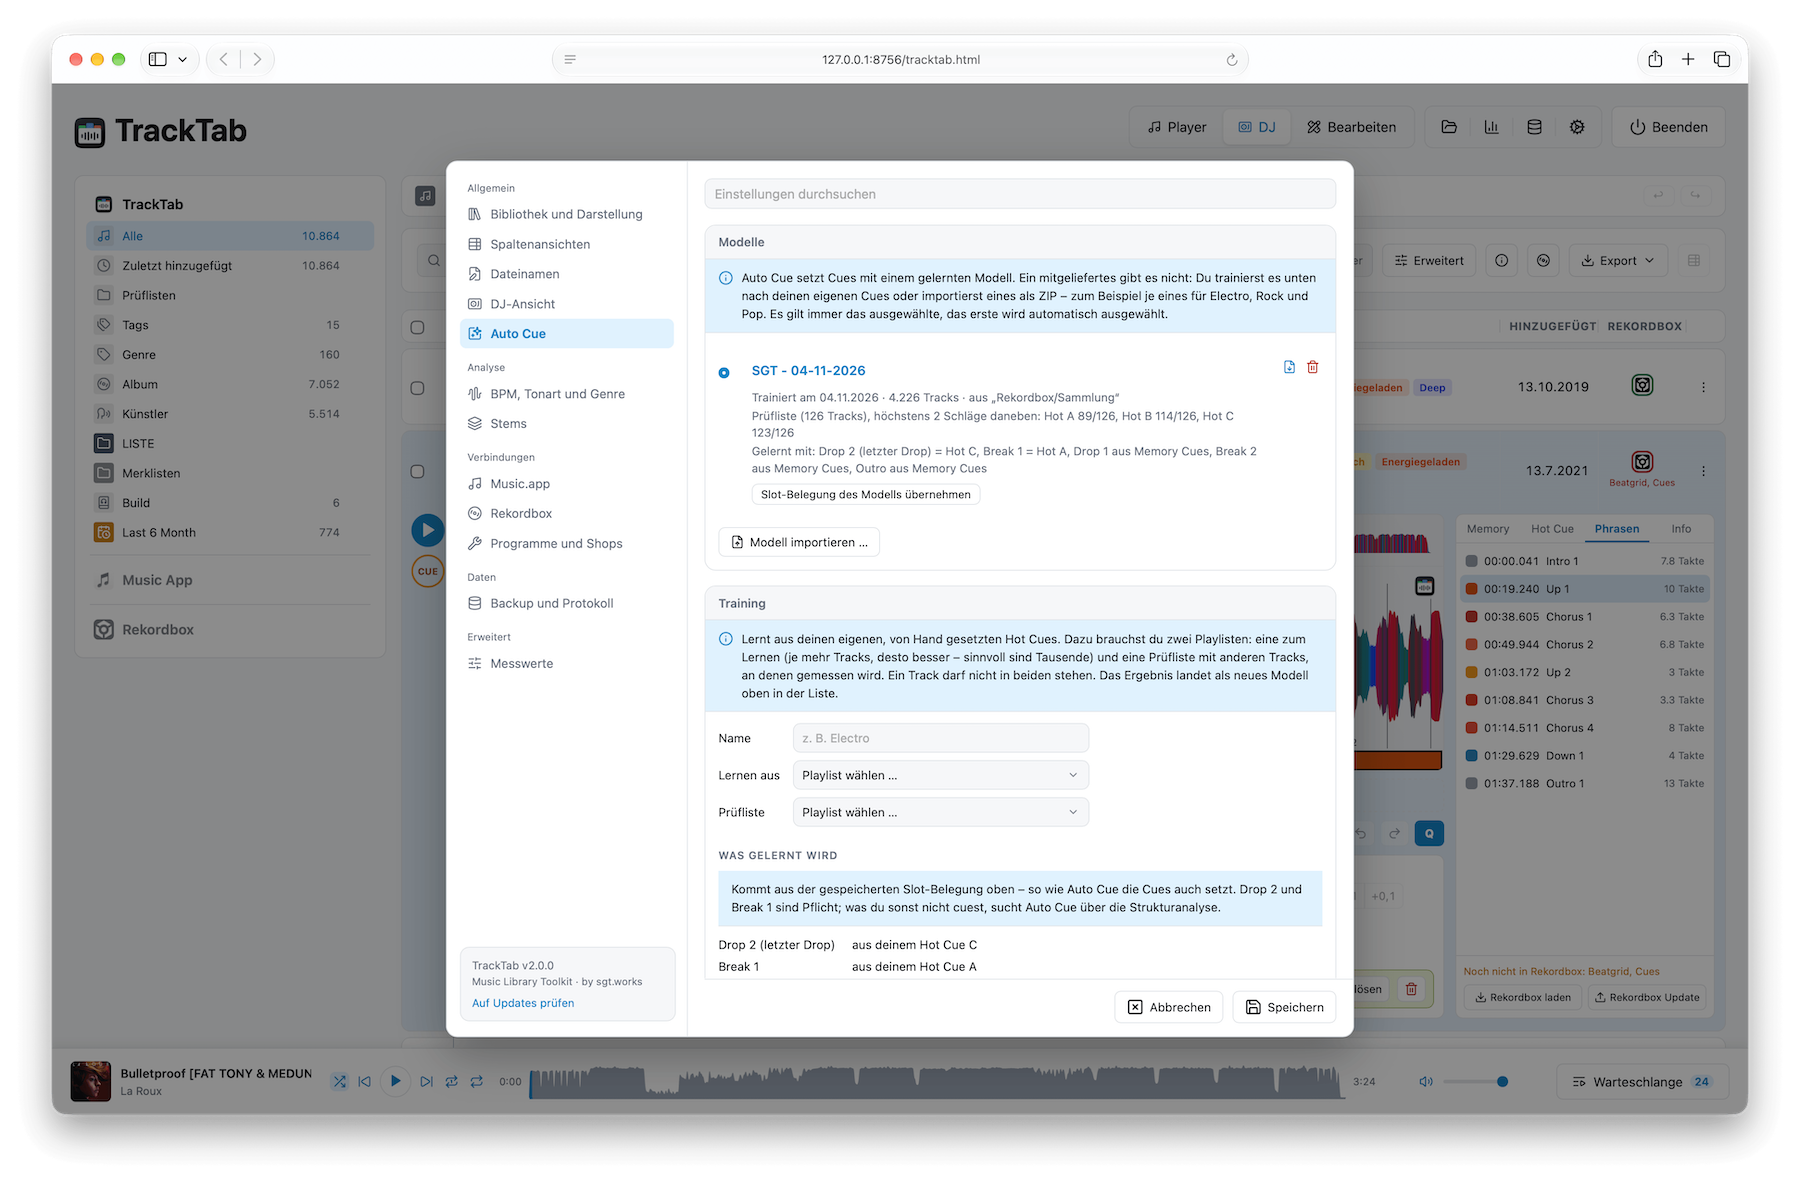 127.0.0.1:8756/tracktab.html
TrackTab
Player
DJ
Bearbeiten
Beenden
TrackTab
Alle 10.864
Zuletzt hinzugefügt 10.864
Prüflisten
Tags 15
Genre 160
Album 7.052
Künstler 5.514
LISTE
Merklisten
Build 6
Last 6 Month 774
Music App
Rekordbox
Allgemein
Bibliothek und Darstellung
Spaltenansichten
Dateinamen
DJ-Ansicht
Auto Cue
Analyse
BPM, Tonart und Genre
Stems
Verbindungen
Music.app
Rekordbox
Programme und Shops
Daten
Backup und Protokoll
Erweitert
Messwerte
TrackTab v2.0.0
Music Library Toolkit · by sgt.works
Auf Updates prüfen
Einstellungen durchsuchen
Modelle
Auto Cue setzt Cues mit einem gelernten Modell. Ein mitgeliefertes gibt es nicht: Du trainierst es unten
nach deinen eigenen Cues oder importierst eines als ZIP – zum Beispiel je eines für Electro, Rock und
Pop. Es gilt immer das ausgewählte, das erste wird automatisch ausgewählt.
SGT - 04-11-2026
Trainiert am 04.11.2026 · 4.226 Tracks · aus „Rekordbox/Sammlung“
Prüfliste (126 Tracks), höchstens 2 Schläge daneben: Hot A 89/126, Hot B 114/126, Hot C
123/126
Gelernt mit: Drop 2 (letzter Drop) = Hot C, Break 1 = Hot A, Drop 1 aus Memory Cues, Break 2
aus Memory Cues, Outro aus Memory Cues
Slot-Belegung des Modells übernehmen
Modell importieren ...
Training
Lernt aus deinen eigenen, von Hand gesetzten Hot Cues. Dazu brauchst du zwei Playlisten: eine zum
Lernen (je mehr Tracks, desto besser – sinnvoll sind Tausende) und eine Prüfliste mit anderen Tracks,
an denen gemessen wird. Ein Track darf nicht in beiden stehen. Das Ergebnis landet als neues Modell
oben in der Liste.
Name z. B. Electro
Lernen aus Playlist wählen ...
Prüfliste Playlist wählen ...
WAS GELERNT WIRD
Kommt aus der gespeicherten Slot-Belegung oben – so wie Auto Cue die Cues auch setzt. Drop 2 und
Break 1 sind Pflicht; was du sonst nicht cuest, sucht Auto Cue über die Strukturanalyse.
Drop 2 (letzter Drop) aus deinem Hot Cue C
Break 1 aus deinem Hot Cue A
Abbrechen
Speichern
Erweitert
Export
HINZUGEFÜGT REKORDBOX
iegeladen Deep 13.10.2019
ch Energiegeladen 13.7.2021
Beatgrid, Cues
CUE
Memory Hot Cue Phrasen Info
00:00.041 Intro 1 7.8 Takte
00:19.240 Up 1 10 Takte
00:38.605 Chorus 1 6.3 Takte
00:49.944 Chorus 2 6.8 Takte
01:03.172 Up 2 3 Takte
01:08.841 Chorus 3 3.3 Takte
01:14.511 Chorus 4 8 Takte
01:29.629 Down 1 4 Takte
01:37.188 Outro 1 13 Takte
Q
+0,1
lösen
Noch nicht in Rekordbox: Beatgrid, Cues
Rekordbox laden
Rekordbox Update
Bulletproof [FAT TONY & MEDUN
La Roux
0:00
3:24
Warteschlange 24